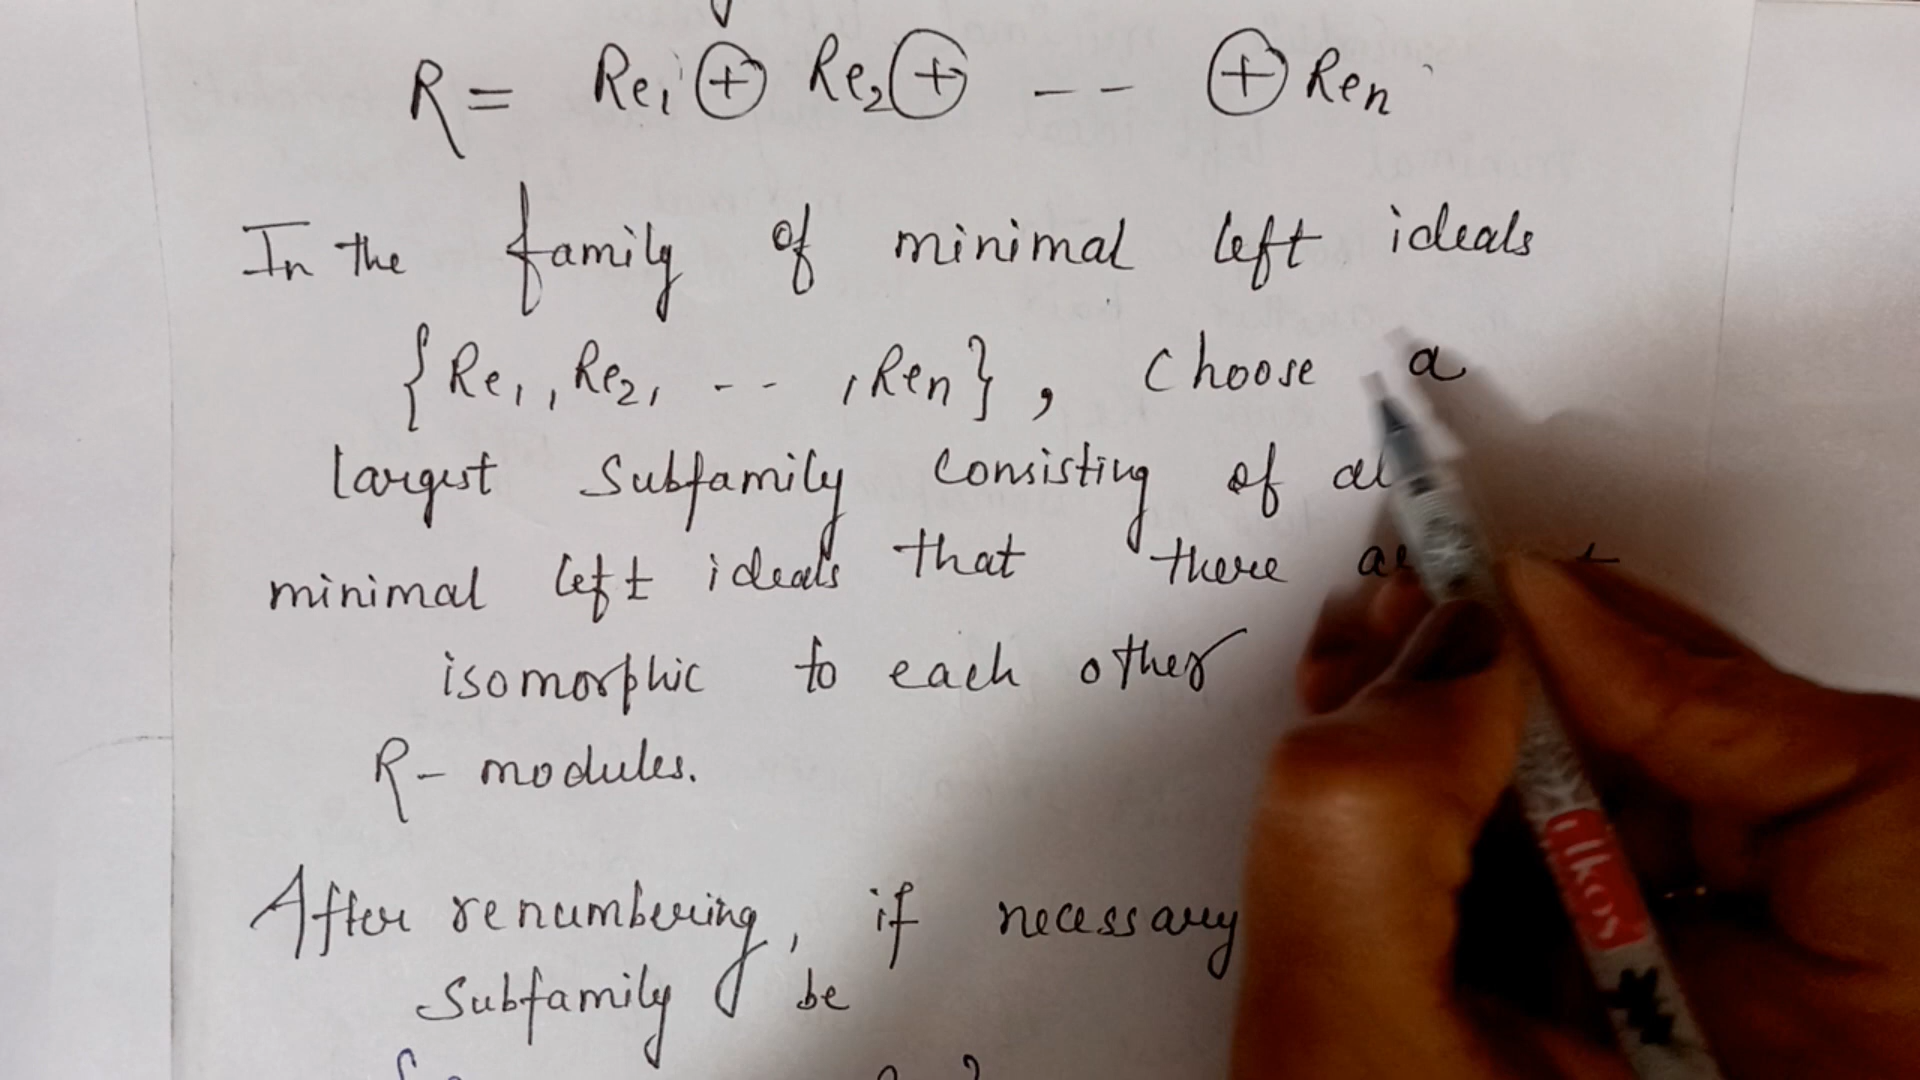 R = Re₁ ⊕ Re₂ ⊕ -- ⊕ Ren
In the family of minimal left ideals
{Re₁, Re₂, -- , Ren}, choose a
largest subfamily consisting of
minimal left ideals that there
isomorphic to each other
R- modules.
After renumbering, if necessary
subfamily be